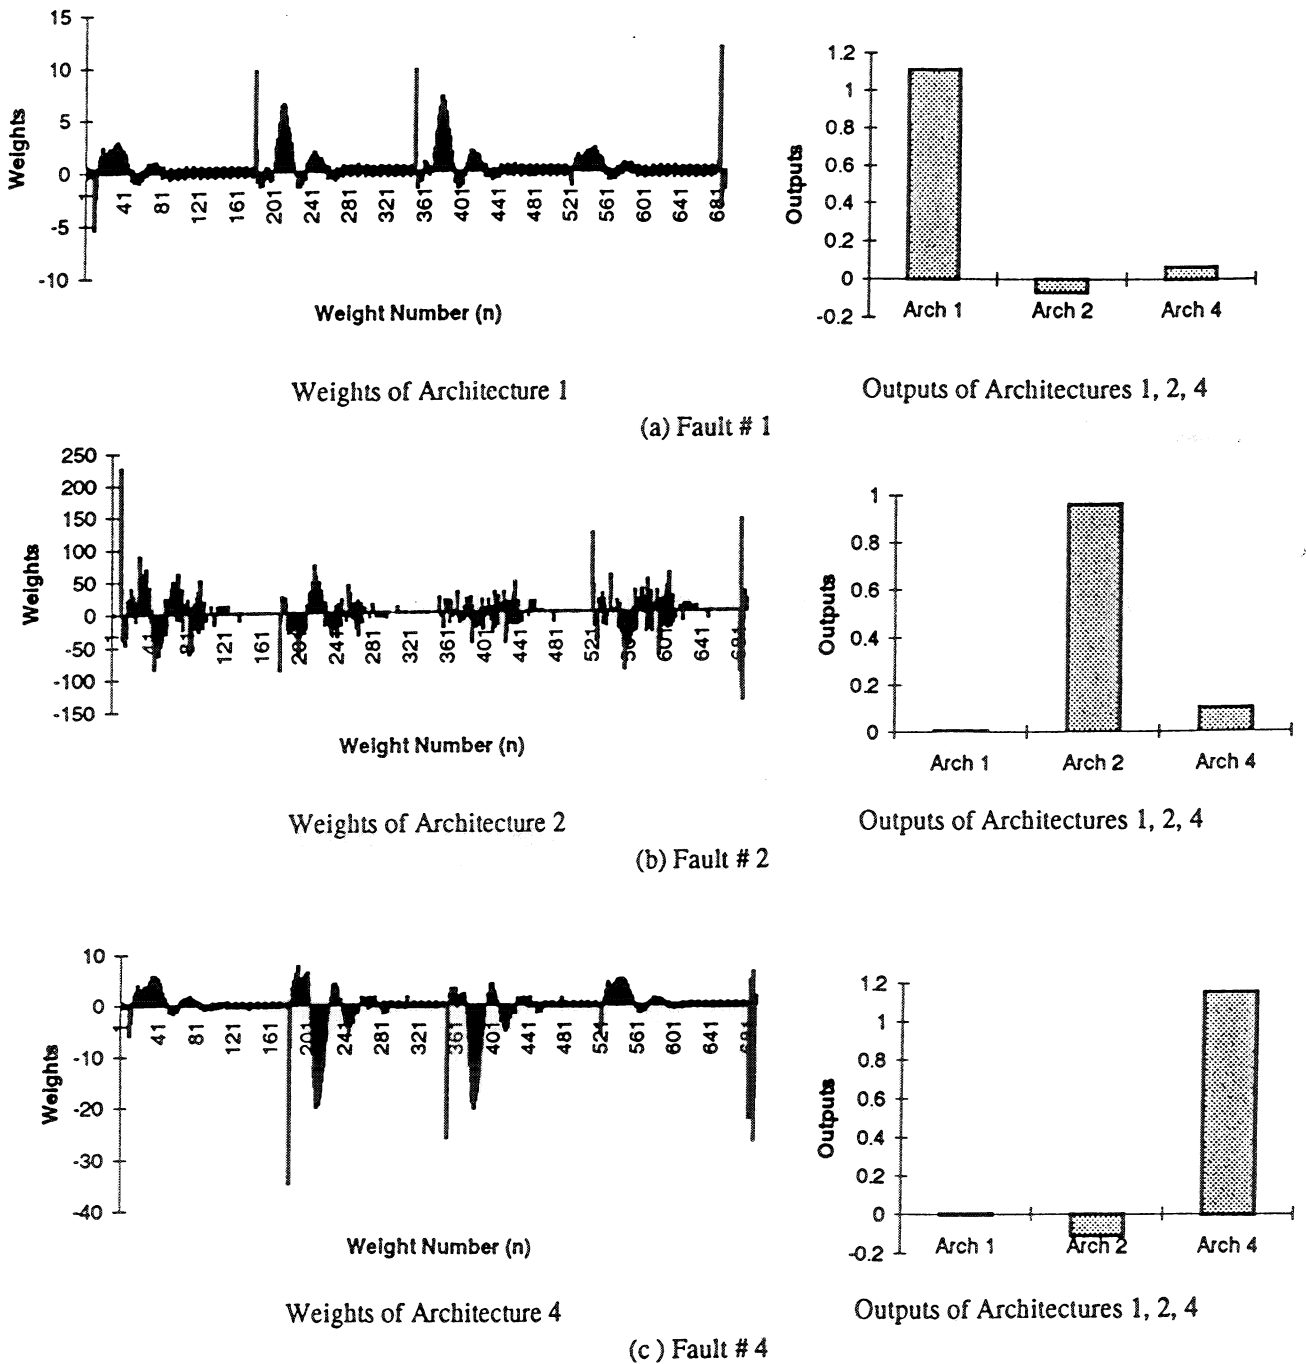 15
10
5
0
-5
-10
Weights
41 81 121 161 201 241 281 321 361 401 441 481 521 561 601 641 681
Weight Number (n)
Weights of Architecture 1
1.2
1
0.8
0.6
0.4
0.2
0
-0.2
Outputs
Arch 1 Arch 2 Arch 4
Outputs of Architectures 1, 2, 4
(a) Fault # 1
250
200
150
100
50
0
-50
-100
-150
Weights
41 81 121 161 201 241 281 321 361 401 441 481 521 561 601 641 681
Weight Number (n)
Weights of Architecture 2
1
0.8
0.6
0.4
0.2
0
Outputs
Arch 1 Arch 2 Arch 4
Outputs of Architectures 1, 2, 4
(b) Fault # 2
10
0
-10
-20
-30
-40
Weights
41 81 121 161 201 241 281 321 361 401 441 481 521 561 601 641 681
Weight Number (n)
Weights of Architecture 4
1.2
1
0.8
0.6
0.4
0.2
0
-0.2
Outputs
Arch 1 Arch 2 Arch 4
Outputs of Architectures 1, 2, 4
(c ) Fault # 4